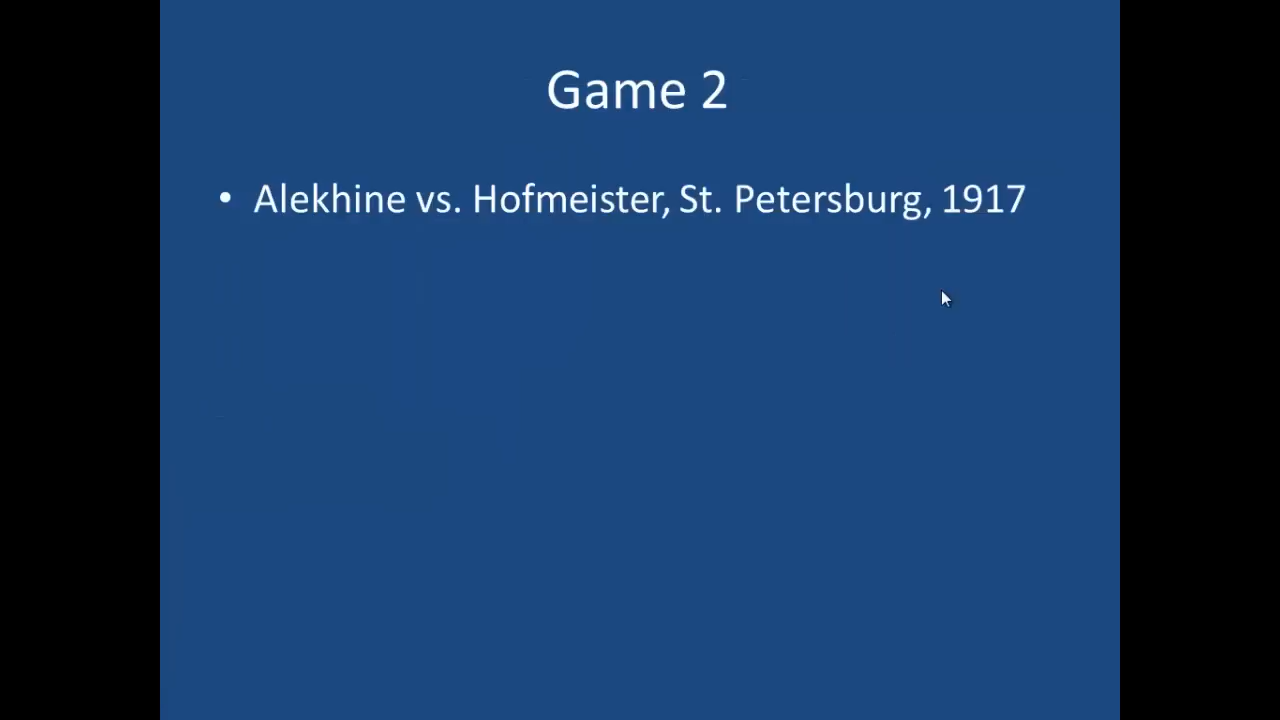 Game 2
• Alekhine vs. Hofmeister, St. Petersburg, 1917